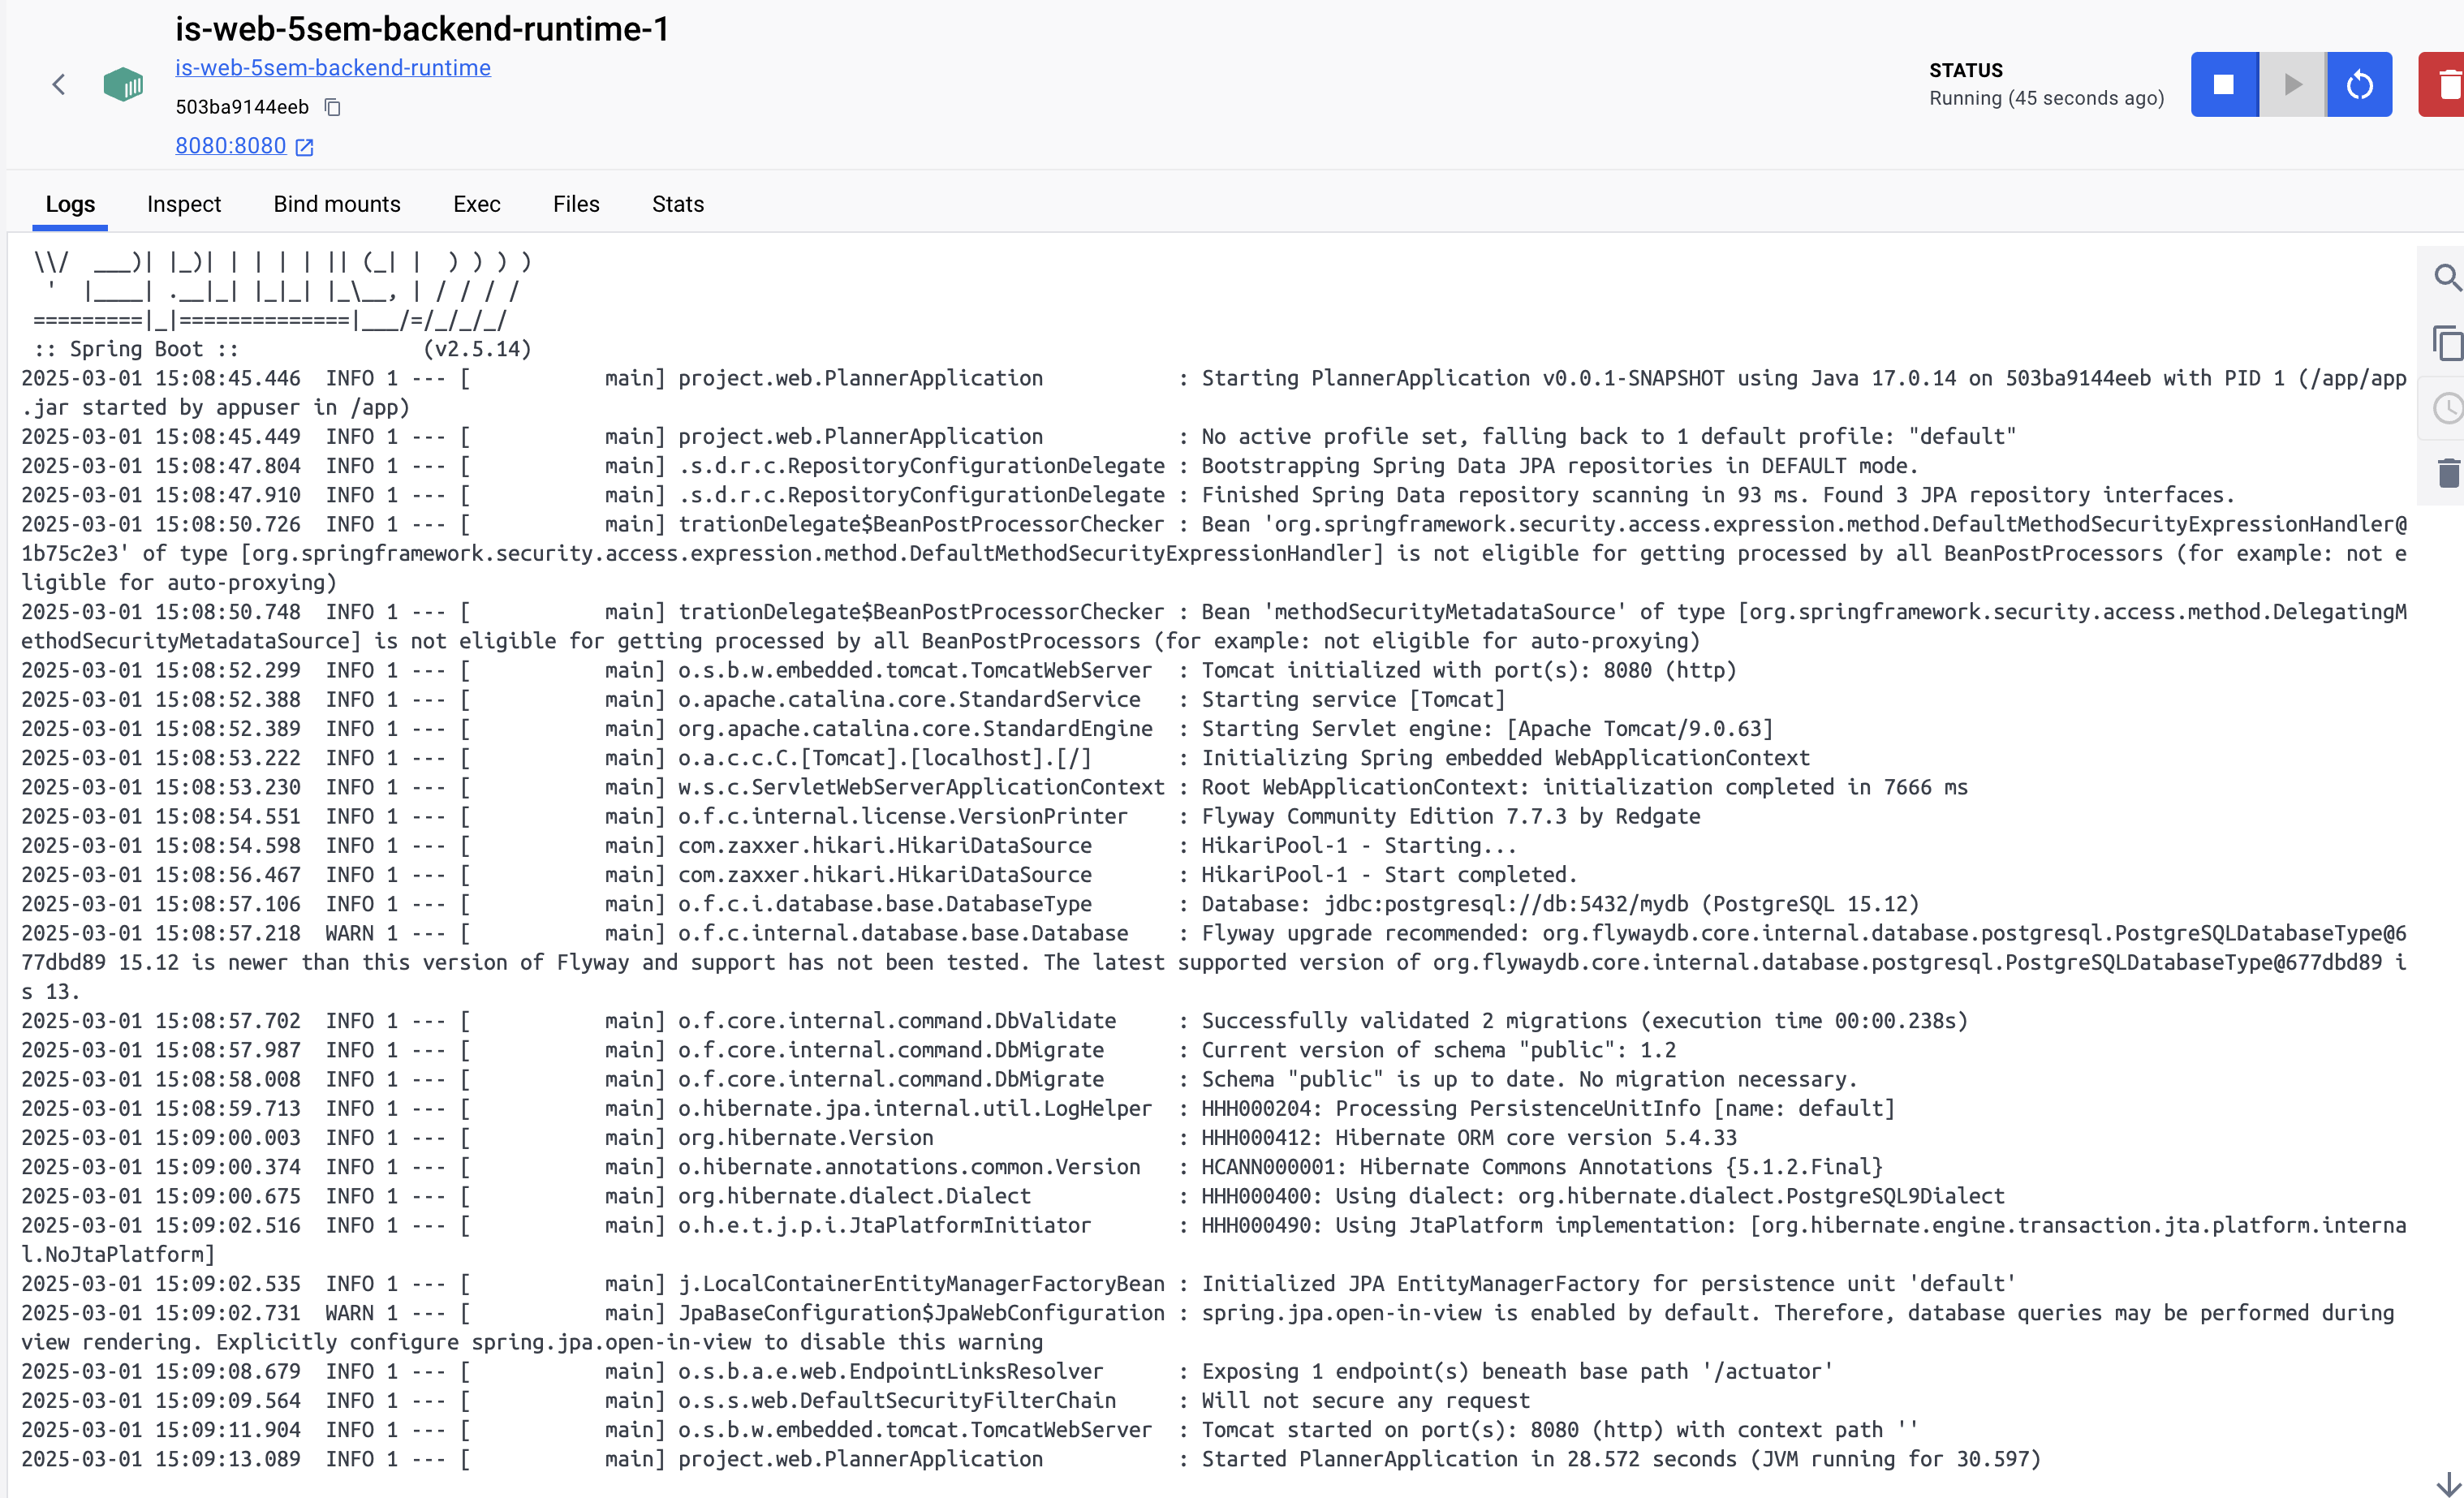 is-web-5sem-backend-runtime-1
is-web-5sem-backend-runtime
503ba9144eeb
8080:8080
STATUS
Running (45 seconds ago)
Logs Inspect Bind mounts Exec Files Stats
 \\/  ___)| |_)| | | | | || (_| |  ) ) ) )
  '  |____| .__|_| |_|_| |_\__, | / / / /
 =========|_|==============|___/=/_/_/_/
 :: Spring Boot ::               (v2.5.14)
2025-03-01 15:08:45.446  INFO 1 --- [           main] project.web.PlannerApplication           : Starting PlannerApplication v0.0.1-SNAPSHOT using Java 17.0.14 on 503ba9144eeb with PID 1 (/app/app
.jar started by appuser in /app)
2025-03-01 15:08:45.449  INFO 1 --- [           main] project.web.PlannerApplication           : No active profile set, falling back to 1 default profile: "default"
2025-03-01 15:08:47.804  INFO 1 --- [           main] .s.d.r.c.RepositoryConfigurationDelegate : Bootstrapping Spring Data JPA repositories in DEFAULT mode.
2025-03-01 15:08:47.910  INFO 1 --- [           main] .s.d.r.c.RepositoryConfigurationDelegate : Finished Spring Data repository scanning in 93 ms. Found 3 JPA repository interfaces.
2025-03-01 15:08:50.726  INFO 1 --- [           main] trationDelegate$BeanPostProcessorChecker : Bean 'org.springframework.security.access.expression.method.DefaultMethodSecurityExpressionHandler@
1b75c2e3' of type [org.springframework.security.access.expression.method.DefaultMethodSecurityExpressionHandler] is not eligible for getting processed by all BeanPostProcessors (for example: not e
ligible for auto-proxying)
2025-03-01 15:08:50.748  INFO 1 --- [           main] trationDelegate$BeanPostProcessorChecker : Bean 'methodSecurityMetadataSource' of type [org.springframework.security.access.method.DelegatingM
ethodSecurityMetadataSource] is not eligible for getting processed by all BeanPostProcessors (for example: not eligible for auto-proxying)
2025-03-01 15:08:52.299  INFO 1 --- [           main] o.s.b.w.embedded.tomcat.TomcatWebServer  : Tomcat initialized with port(s): 8080 (http)
2025-03-01 15:08:52.388  INFO 1 --- [           main] o.apache.catalina.core.StandardService   : Starting service [Tomcat]
2025-03-01 15:08:52.389  INFO 1 --- [           main] org.apache.catalina.core.StandardEngine  : Starting Servlet engine: [Apache Tomcat/9.0.63]
2025-03-01 15:08:53.222  INFO 1 --- [           main] o.a.c.c.C.[Tomcat].[localhost].[/]       : Initializing Spring embedded WebApplicationContext
2025-03-01 15:08:53.230  INFO 1 --- [           main] w.s.c.ServletWebServerApplicationContext : Root WebApplicationContext: initialization completed in 7666 ms
2025-03-01 15:08:54.551  INFO 1 --- [           main] o.f.c.internal.license.VersionPrinter    : Flyway Community Edition 7.7.3 by Redgate
2025-03-01 15:08:54.598  INFO 1 --- [           main] com.zaxxer.hikari.HikariDataSource       : HikariPool-1 - Starting...
2025-03-01 15:08:56.467  INFO 1 --- [           main] com.zaxxer.hikari.HikariDataSource       : HikariPool-1 - Start completed.
2025-03-01 15:08:57.106  INFO 1 --- [           main] o.f.c.i.database.base.DatabaseType       : Database: jdbc:postgresql://db:5432/mydb (PostgreSQL 15.12)
2025-03-01 15:08:57.218  WARN 1 --- [           main] o.f.c.internal.database.base.Database    : Flyway upgrade recommended: org.flywaydb.core.internal.database.postgresql.PostgreSQLDatabaseType@6
77dbd89 15.12 is newer than this version of Flyway and support has not been tested. The latest supported version of org.flywaydb.core.internal.database.postgresql.PostgreSQLDatabaseType@677dbd89 i
s 13.
2025-03-01 15:08:57.702  INFO 1 --- [           main] o.f.core.internal.command.DbValidate     : Successfully validated 2 migrations (execution time 00:00.238s)
2025-03-01 15:08:57.987  INFO 1 --- [           main] o.f.core.internal.command.DbMigrate      : Current version of schema "public": 1.2
2025-03-01 15:08:58.008  INFO 1 --- [           main] o.f.core.internal.command.DbMigrate      : Schema "public" is up to date. No migration necessary.
2025-03-01 15:08:59.713  INFO 1 --- [           main] o.hibernate.jpa.internal.util.LogHelper  : HHH000204: Processing PersistenceUnitInfo [name: default]
2025-03-01 15:09:00.003  INFO 1 --- [           main] org.hibernate.Version                    : HHH000412: Hibernate ORM core version 5.4.33
2025-03-01 15:09:00.374  INFO 1 --- [           main] o.hibernate.annotations.common.Version   : HCANN000001: Hibernate Commons Annotations {5.1.2.Final}
2025-03-01 15:09:00.675  INFO 1 --- [           main] org.hibernate.dialect.Dialect            : HHH000400: Using dialect: org.hibernate.dialect.PostgreSQL9Dialect
2025-03-01 15:09:02.516  INFO 1 --- [           main] o.h.e.t.j.p.i.JtaPlatformInitiator       : HHH000490: Using JtaPlatform implementation: [org.hibernate.engine.transaction.jta.platform.interna
l.NoJtaPlatform]
2025-03-01 15:09:02.535  INFO 1 --- [           main] j.LocalContainerEntityManagerFactoryBean : Initialized JPA EntityManagerFactory for persistence unit 'default'
2025-03-01 15:09:02.731  WARN 1 --- [           main] JpaBaseConfiguration$JpaWebConfiguration : spring.jpa.open-in-view is enabled by default. Therefore, database queries may be performed during
view rendering. Explicitly configure spring.jpa.open-in-view to disable this warning
2025-03-01 15:09:08.679  INFO 1 --- [           main] o.s.b.a.e.web.EndpointLinksResolver      : Exposing 1 endpoint(s) beneath base path '/actuator'
2025-03-01 15:09:09.564  INFO 1 --- [           main] o.s.s.web.DefaultSecurityFilterChain     : Will not secure any request
2025-03-01 15:09:11.904  INFO 1 --- [           main] o.s.b.w.embedded.tomcat.TomcatWebServer  : Tomcat started on port(s): 8080 (http) with context path ''
2025-03-01 15:09:13.089  INFO 1 --- [           main] project.web.PlannerApplication           : Started PlannerApplication in 28.572 seconds (JVM running for 30.597)